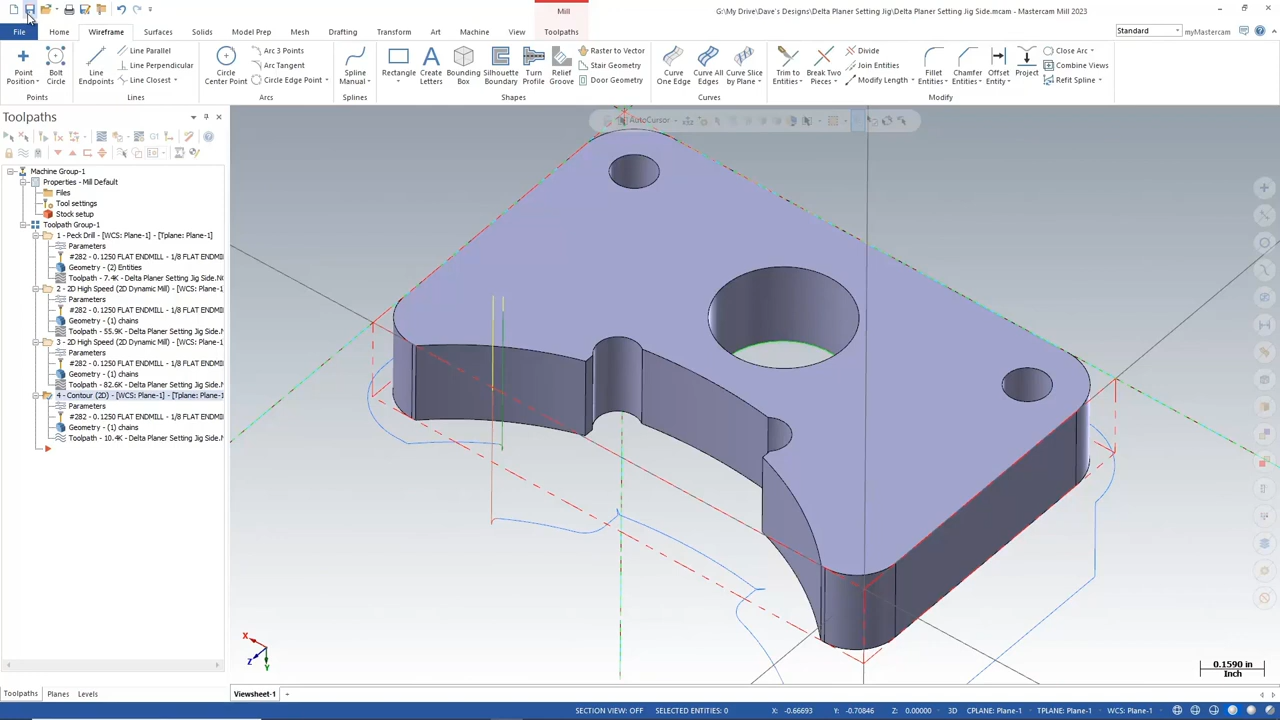 G:\My Drive\Dave's Designs\Delta Planer Setting Jig\Delta Planer Setting Jig Side.mcam - Mastercam Mill 2023
Mill
File
Home
Wireframe
Surfaces
Solids
Model Prep
Mesh
Drafting
Transform
Art
Machine
View
Toolpaths
Standard
myMastercam
Point Position
Bolt Circle
Points
Line Endpoints
Line Parallel
Line Perpendicular
Line Closest
Lines
Circle Center Point
Arc 3 Points
Arc Tangent
Circle Edge Point
Arcs
Spline Manual
Splines
Rectangle
Create Letters
Bounding Box
Silhouette Boundary
Turn Profile
Relief Groove
Raster to Vector
Stair Geometry
Door Geometry
Shapes
Curve One Edge
Curve All Edges
Curve Slice by Plane
Curves
Trim to Entities
Break Two Pieces
Divide
Join Entities
Modify Length
Fillet Entities
Chamfer Entities
Offset Entity
Project
Close Arc
Combine Views
Refit Spline
Modify
Toolpaths
AutoCursor
G1
Machine Group-1
Properties - Mill Default
Files
Tool settings
Stock setup
Toolpath Group-1
1 - Peck Drill - [WCS: Plane-1] - [Tplane: Plane-1]
Parameters
#282 - 0.1250 FLAT ENDMILL - 1/8 FLAT ENDMILL
Geometry - (2) Entities
Toolpath - 7.4K - Delta Planer Setting Jig Side.NC
2 - 2D High Speed (2D Dynamic Mill) - [WCS: Plane-1
Parameters
#282 - 0.1250 FLAT ENDMILL - 1/8 FLAT ENDMI
Geometry - (1) chains
Toolpath - 55.9K - Delta Planer Setting Jig Side.N
3 - 2D High Speed (2D Dynamic Mill) - [WCS: Plane-1
Parameters
#282 - 0.1250 FLAT ENDMILL - 1/8 FLAT ENDMI
Geometry - (1) chains
Toolpath - 82.6K - Delta Planer Setting Jig Side.N
4 - Contour (2D) - [WCS: Plane-1] - [Tplane: Plane-1
Parameters
#282 - 0.1250 FLAT ENDMILL - 1/8 FLAT ENDMI
Geometry - (1) chains
Toolpath - 10.4K - Delta Planer Setting Jig Side.N
X
Z
Y
0.1590 in
Inch
Toolpaths
Planes
Levels
Viewsheet-1
+
SECTION VIEW: OFF
SELECTED ENTITIES: 0
X: -0.66693
Y: -0.70846
Z: 0.00000
3D
CPLANE: Plane-1
TPLANE: Plane-1
WCS: Plane-1